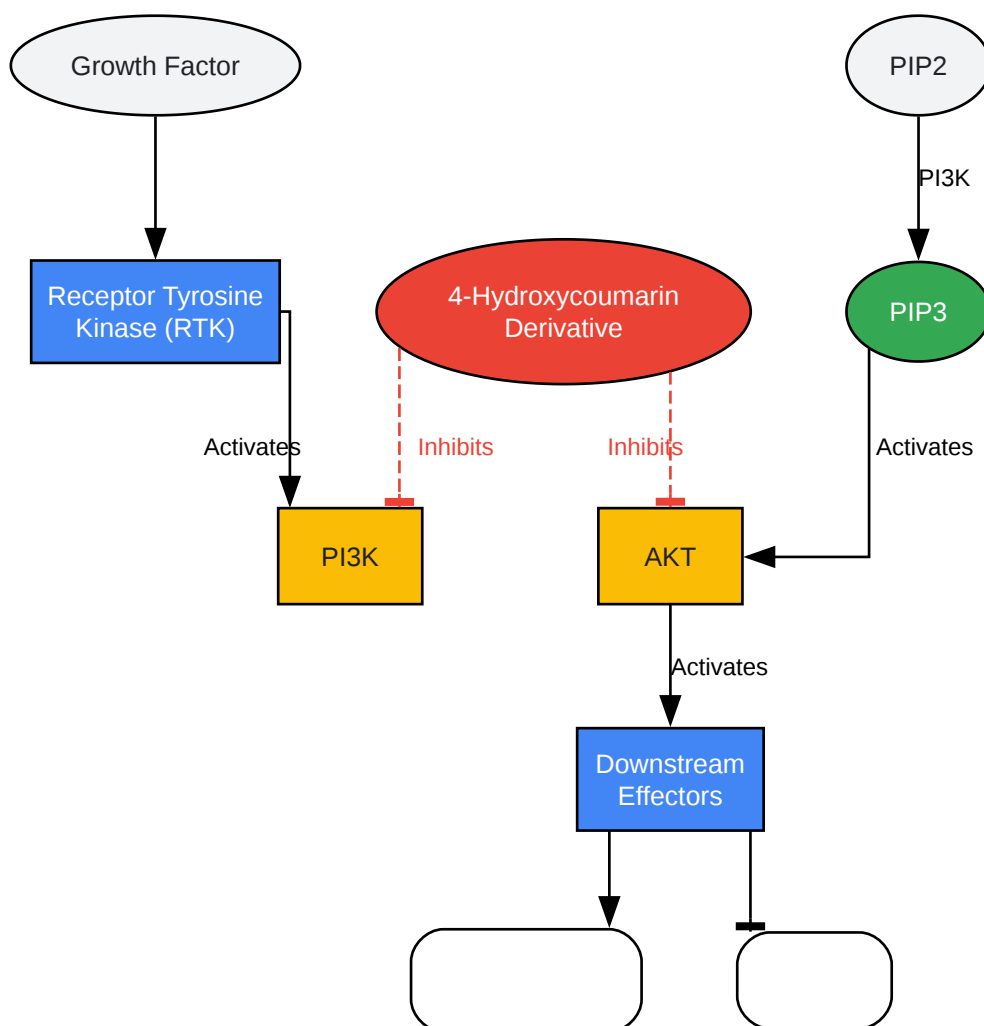 Growth Factor
PIP2
PI3K
Receptor Tyrosine
Kinase (RTK)
4-Hydroxycoumarin
Derivative
PIP3
Activates
Inhibits
Inhibits
Activates
PI3K
AKT
Activates
Downstream
Effectors